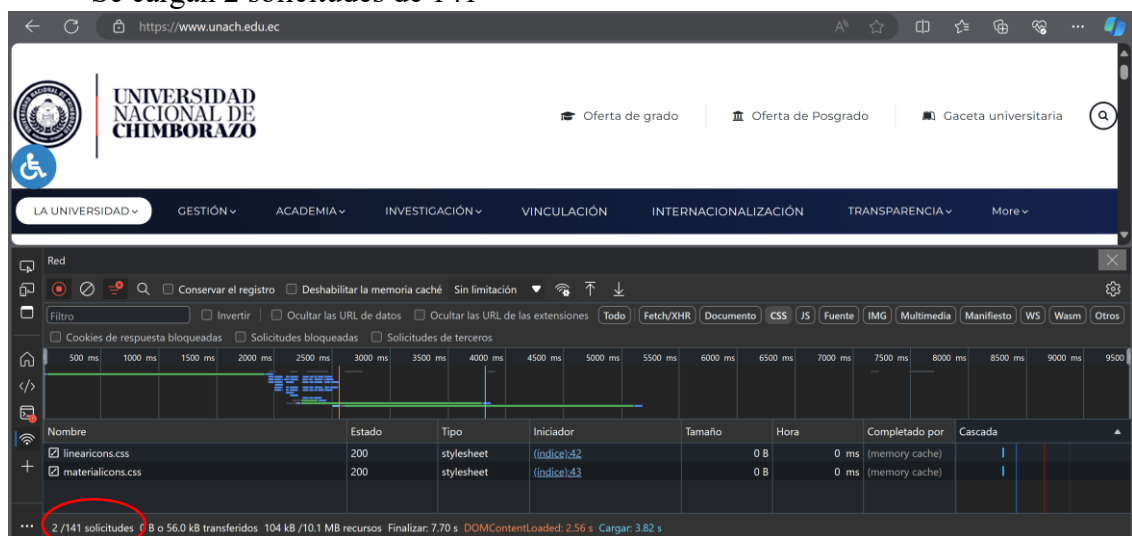 Se cargan 2 solicitudes de 141
https://www.unach.edu.ec
UNIVERSIDAD
NACIONAL DE
CHIMBORAZO
Oferta de grado Oferta de Posgrado Gaceta universitaria
LA UNIVERSIDAD GESTIÓN ACADEMIA INVESTIGACIÓN VINCULACIÓN INTERNACIONALIZACIÓN TRANSPARENCIA More
Red
Conservar el registro Deshabilitar la memoria caché Sin limitación
Filtro Invertir Ocultar las URL de datos Ocultar las URL de las extensiones Todo Fetch/XHR Documento CSS JS Fuente IMG Multimedia Manifiesto WS Wasm Otros
Cookies de respuesta bloqueadas Solicitudes bloqueadas Solicitudes de terceros
500 ms 1000 ms 1500 ms 2000 ms 2500 ms 3000 ms 3500 ms 4000 ms 4500 ms 5000 ms 5500 ms 6000 ms 6500 ms 7000 ms 7500 ms 8000 ms 8500 ms 9000 ms 9500
Nombre Estado Tipo Iniciador Tamaño Hora Completado por Cascada
linearicons.css 200 stylesheet (índice):42 0 B 0 ms (memory cache)
materialicons.css 200 stylesheet (índice):43 0 B 0 ms (memory cache)
2 /141 solicitudes 0 B o 56.0 kB transferidos 104 kB /10.1 MB recursos Finalizar: 7.70 s DOMContentLoaded: 2.56 s Cargar: 3.82 s